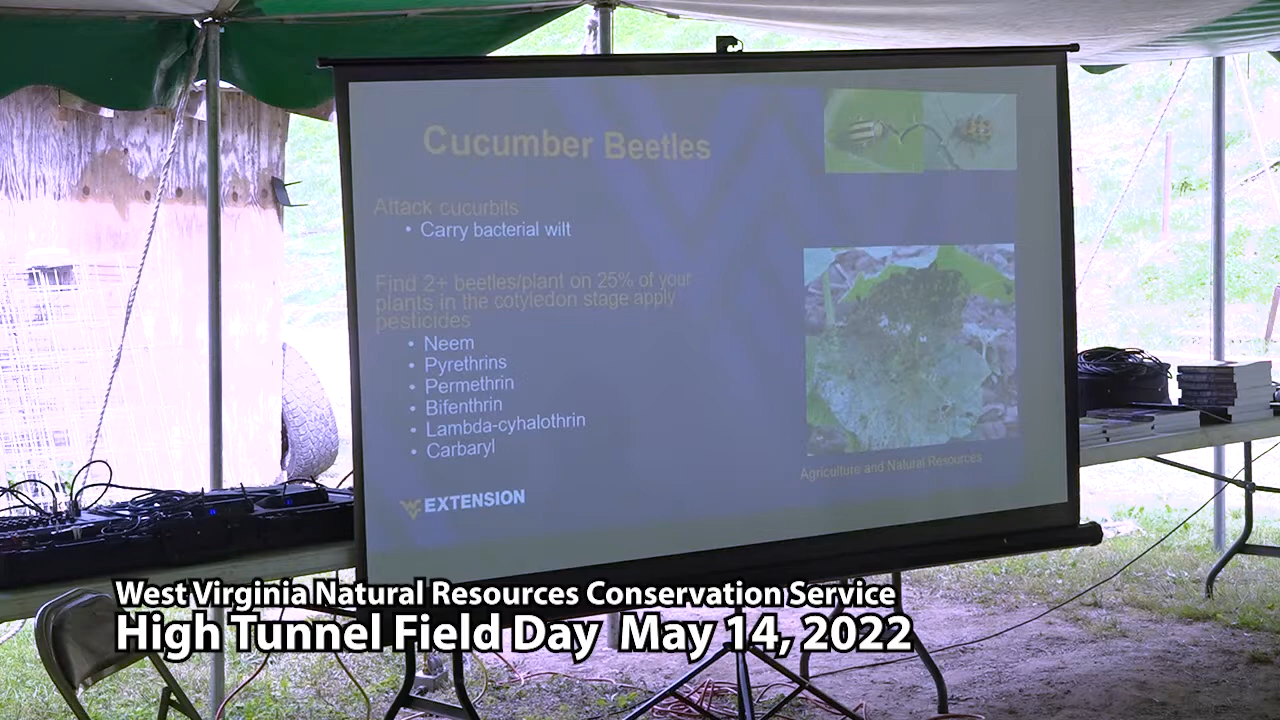 Cucumber Beetles
Attack cucurbits
• Carry bacterial wilt
Find 2+ beetles/plant on 25% of your
plants in the cotyledon stage apply
pesticides
• Neem
• Pyrethrins
• Permethrin
• Bifenthrin
• Lambda-cyhalothrin
• Carbaryl
Agriculture and Natural Resources
WV EXTENSION
West Virginia Natural Resources Conservation Service
High Tunnel Field Day May 14, 2022